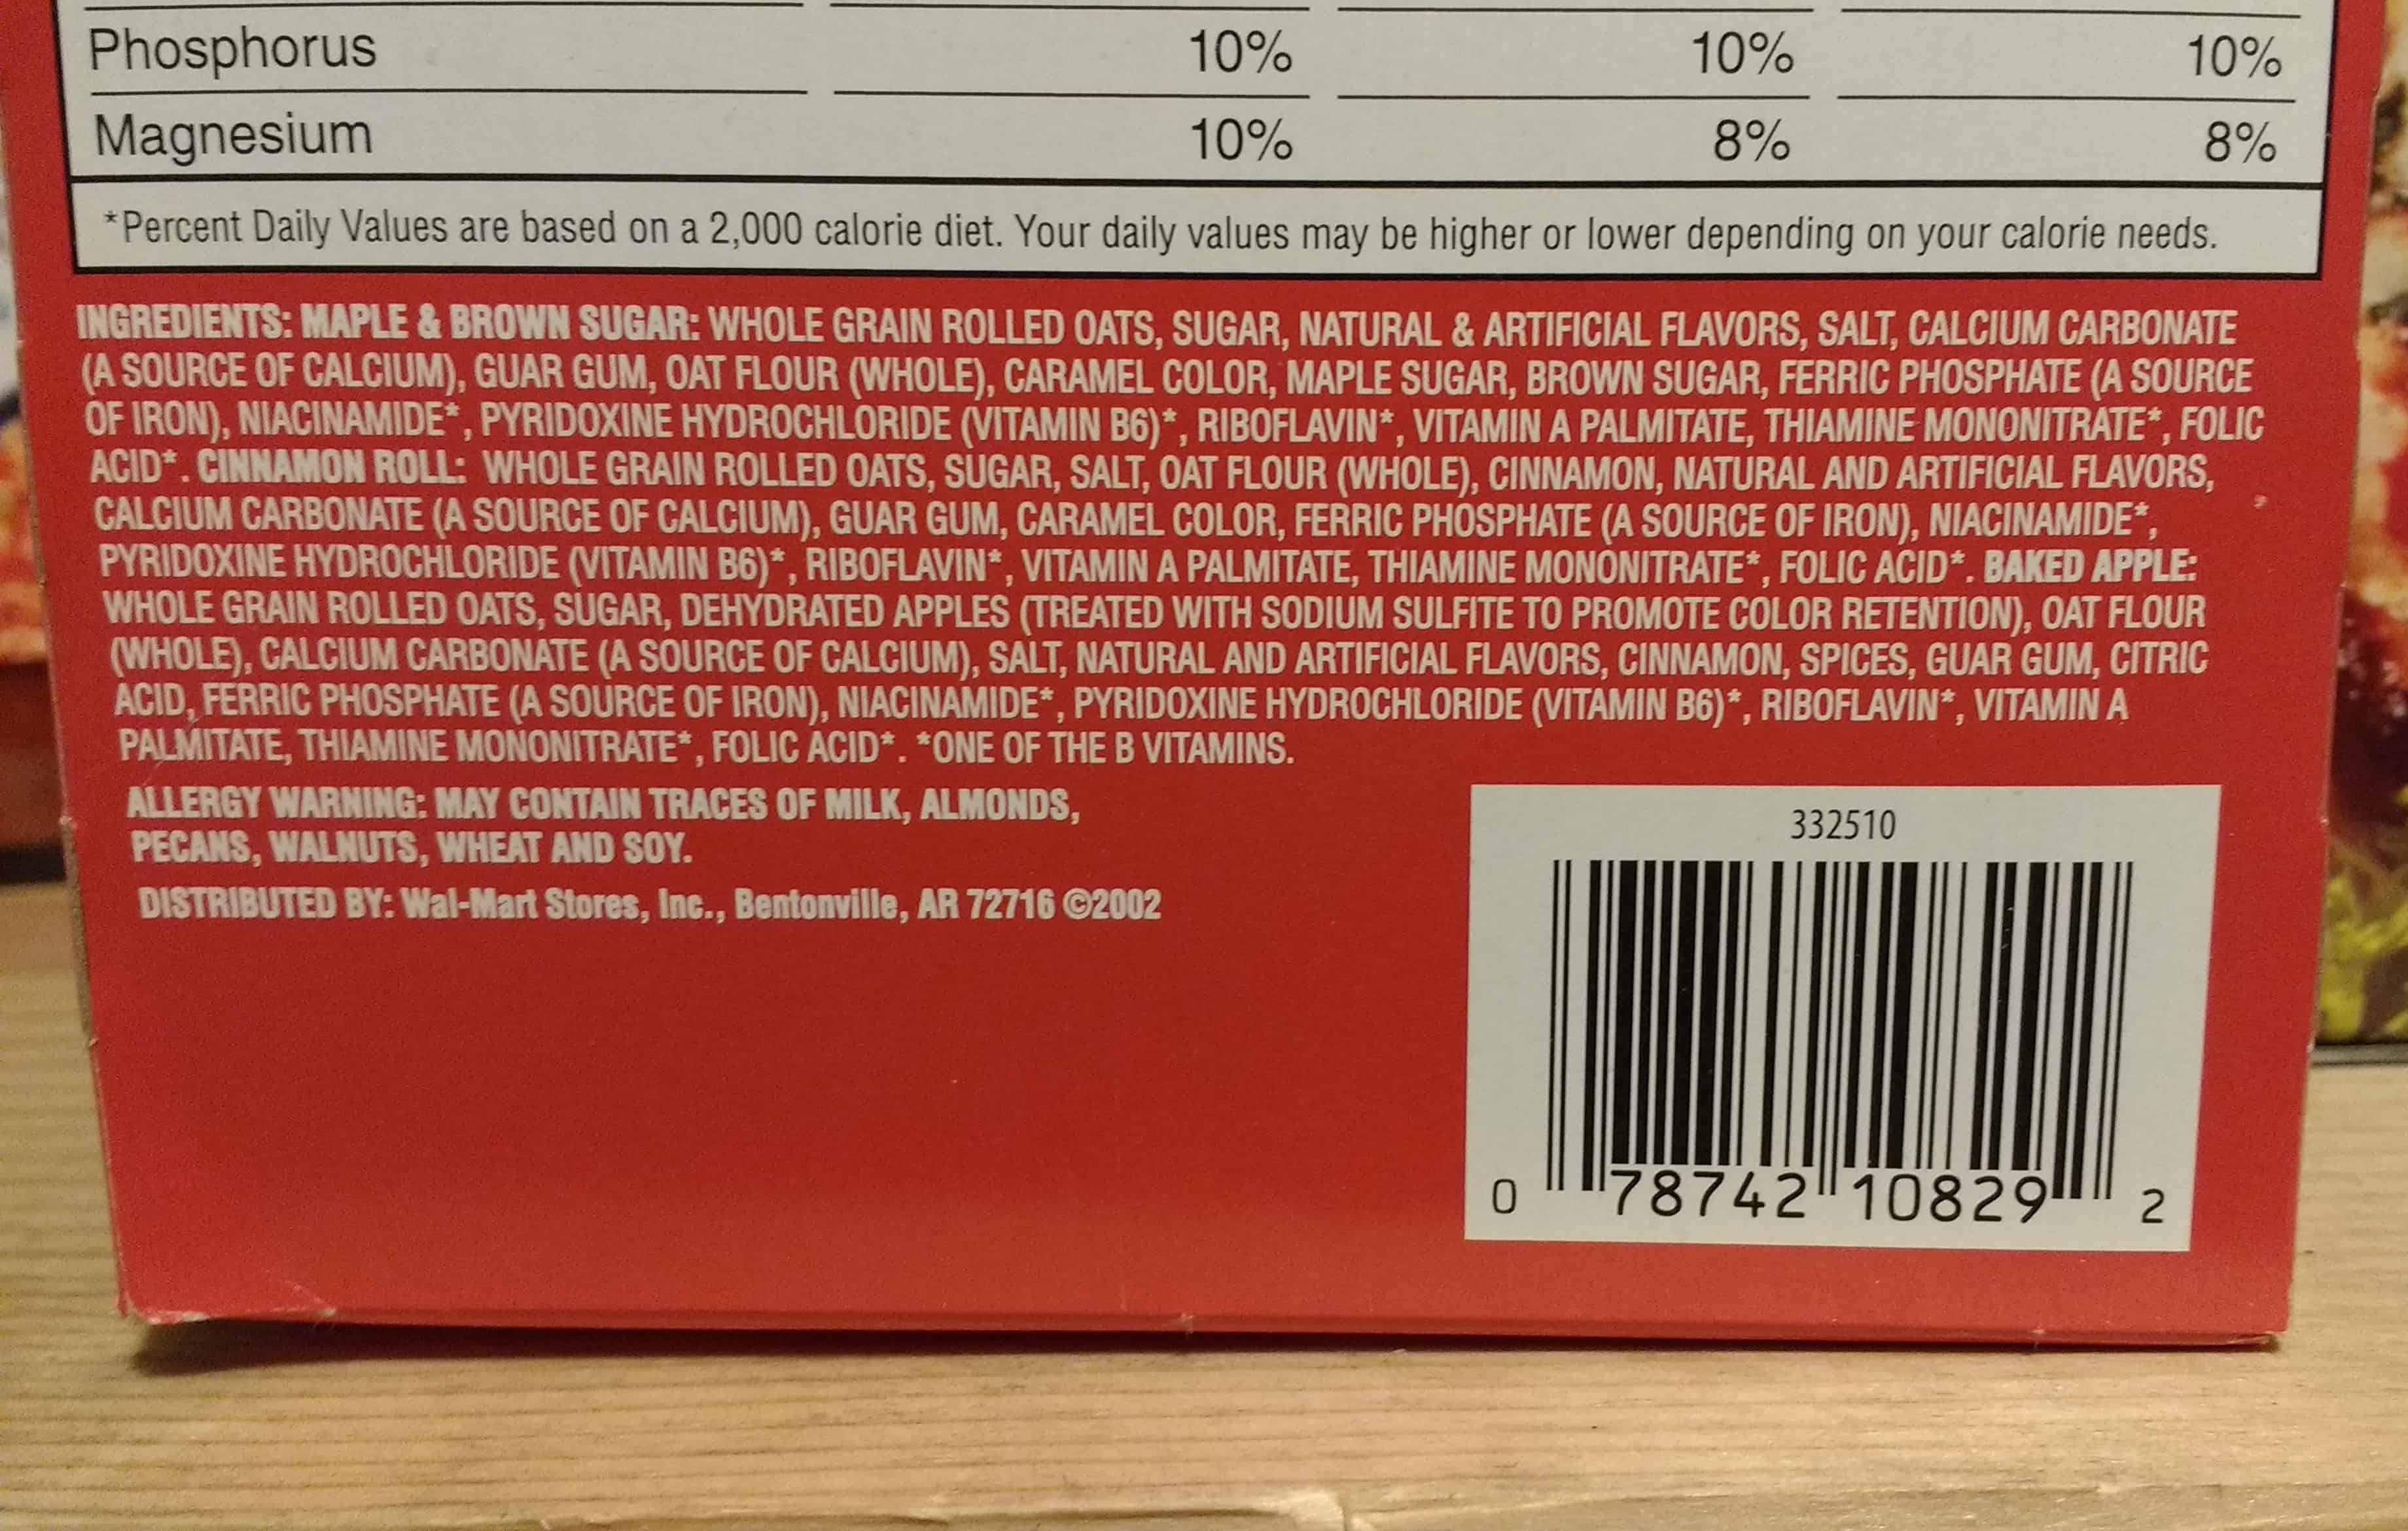 Phosphorus 10% 10% 10%
Magnesium 10% 8% 8%
*Percent Daily Values are based on a 2,000 calorie diet. Your daily values may be higher or lower depending on your calorie needs.
INGREDIENTS: MAPLE & BROWN SUGAR: WHOLE GRAIN ROLLED OATS, SUGAR, NATURAL & ARTIFICIAL FLAVORS, SALT, CALCIUM CARBONATE
(A SOURCE OF CALCIUM), GUAR GUM, OAT FLOUR (WHOLE), CARAMEL COLOR, MAPLE SUGAR, BROWN SUGAR, FERRIC PHOSPHATE (A SOURCE
OF IRON), NIACINAMIDE*, PYRIDOXINE HYDROCHLORIDE (VITAMIN B6)*, RIBOFLAVIN*, VITAMIN A PALMITATE, THIAMINE MONONITRATE*, FOLIC
ACID*. CINNAMON ROLL: WHOLE GRAIN ROLLED OATS, SUGAR, SALT, OAT FLOUR (WHOLE), CINNAMON, NATURAL AND ARTIFICIAL FLAVORS,
CALCIUM CARBONATE (A SOURCE OF CALCIUM), GUAR GUM, CARAMEL COLOR, FERRIC PHOSPHATE (A SOURCE OF IRON), NIACINAMIDE*,
PYRIDOXINE HYDROCHLORIDE (VITAMIN B6)*, RIBOFLAVIN*, VITAMIN A PALMITATE, THIAMINE MONONITRATE*, FOLIC ACID*. BAKED APPLE:
WHOLE GRAIN ROLLED OATS, SUGAR, DEHYDRATED APPLES (TREATED WITH SODIUM SULFITE TO PROMOTE COLOR RETENTION), OAT FLOUR
(WHOLE), CALCIUM CARBONATE (A SOURCE OF CALCIUM), SALT, NATURAL AND ARTIFICIAL FLAVORS, CINNAMON, SPICES, GUAR GUM, CITRIC
ACID, FERRIC PHOSPHATE (A SOURCE OF IRON), NIACINAMIDE*, PYRIDOXINE HYDROCHLORIDE (VITAMIN B6)*, RIBOFLAVIN*, VITAMIN A
PALMITATE, THIAMINE MONONITRATE*, FOLIC ACID*. *ONE OF THE B VITAMINS.
ALLERGY WARNING: MAY CONTAIN TRACES OF MILK, ALMONDS,
PECANS, WALNUTS, WHEAT AND SOY.
DISTRIBUTED BY: Wal-Mart Stores, Inc., Bentonville, AR 72716 ©2002
332510
0 78742 10829 2